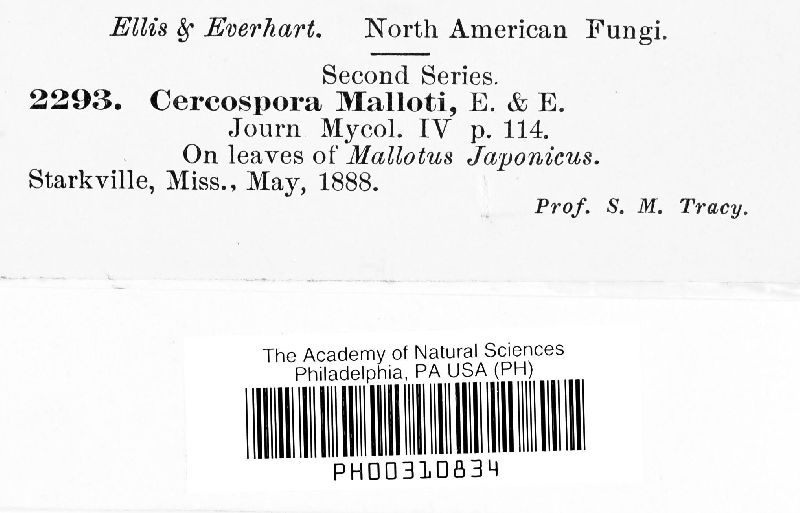 Ellis & Everhart. North American Fungi.
Second Series.
2293. Cercospora Malloti, E. & E.
Journ Mycol. IV p. 114.
On leaves of Mallotus Japonicus.
Starkville, Miss., May, 1888.
Prof. S. M. Tracy.
The Academy of Natural Sciences
Philadelphia, PA USA (PH)
PH00310834